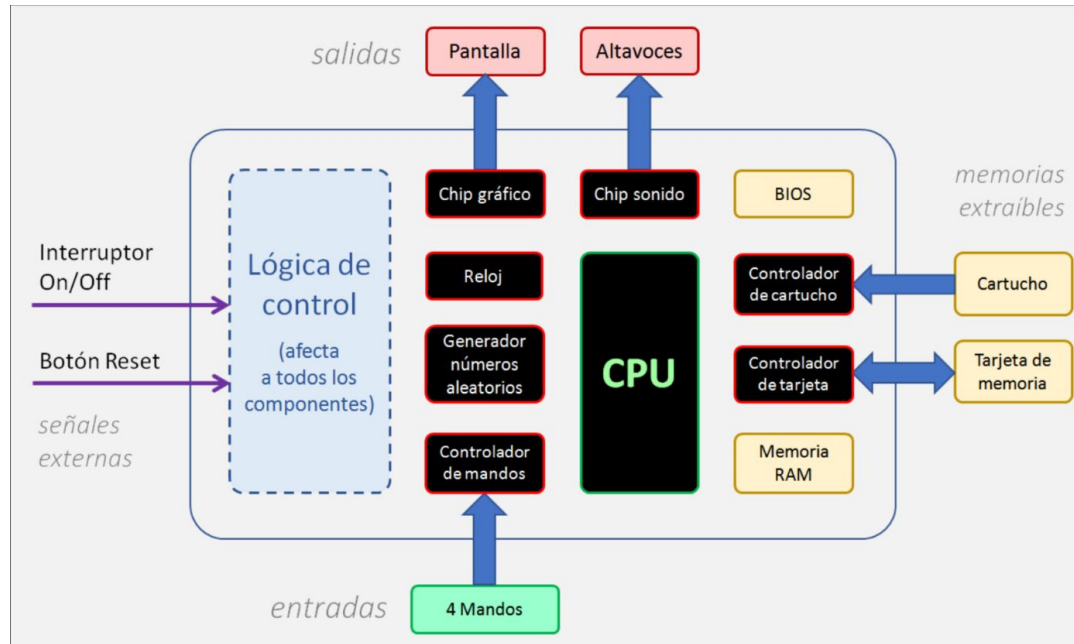 salidas
Pantalla
Altavoces
Chip gráfico
Chip sonido
BIOS
memorias
extraíbles
Interruptor
On/Off
Lógica de
control
(afecta
a todos los
componentes)
Reloj
Controlador
de cartucho
Cartucho
Botón Reset
Generador
números
aleatorios
CPU
Controlador
de tarjeta
Tarjeta de
memoria
señales
externas
Controlador
de mandos
Memoria
RAM
entradas
4 Mandos